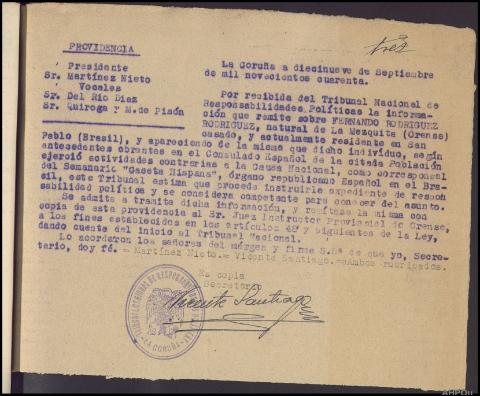 tres
PROVIDENCIA
Presidente
Sr. Martínez Nieto
Vocales
Sr. Del Río Díaz
Sr. Quiroga y M. de Pisón
La Coruña a diecinueve de Septiembre
de mil novecientos cuarenta.
Por recibida del Tribunal Nacional de
Responsabilidades Políticas la informa-
ción que remite sobre FERNANDO RODRIGUEZ
RODRIGUEZ, natural de La Mezquita (Orense)
casado, y actualmente residente en San
Pablo (Brasil), y apareciendo de la misma que dicho individuo, según
antecedentes obrantes en el Consulado Español de la citada Población
ejerció actividades contrarias a la Causa Nacional, como corresponsal
del Semanario "Gaceta Hispana", órgano republicano Español en el Bra-
sil, este Tribunal estima que procede instruirle expediente de respon
sabilidad política y se considera competente para conocer del asunto.
Se admite a tramite dicha información, y remítase la misma con
copia de esta providencia al Sr. Juez Instructor Provincial de Orense,
a los fines establecidos en los artículos 49 y siguientes de la Ley,
dando cuenta del inicio al Tribunal Nacional.
Lo acordaron los señores del márgen y firma S.Sª de que yo, Secre-
tario, doy fé.- Martínez Nieto.- Vicente Santiago.- Ambos rubricados.
Es copia
Secretario
Vicente Santiago
LA CORUÑA
AHPOu